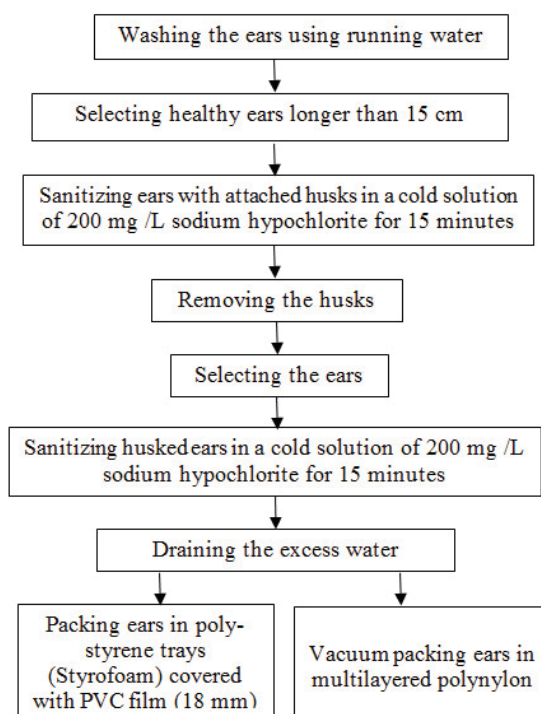 Washing the ears using running water
Selecting healthy ears longer than 15 cm
Sanitizing ears with attached husks in a cold solution
of 200 mg /L sodium hypochlorite for 15 minutes
Removing the husks
Selecting the ears
Sanitizing husked ears in a cold solution of 200 mg /L
sodium hypochlorite for 15 minutes
Draining the excess water
Packing ears in poly-
styrene trays
(Styrofoam) covered
with PVC film (18 mm)
Vacuum packing ears in
multilayered polynylon